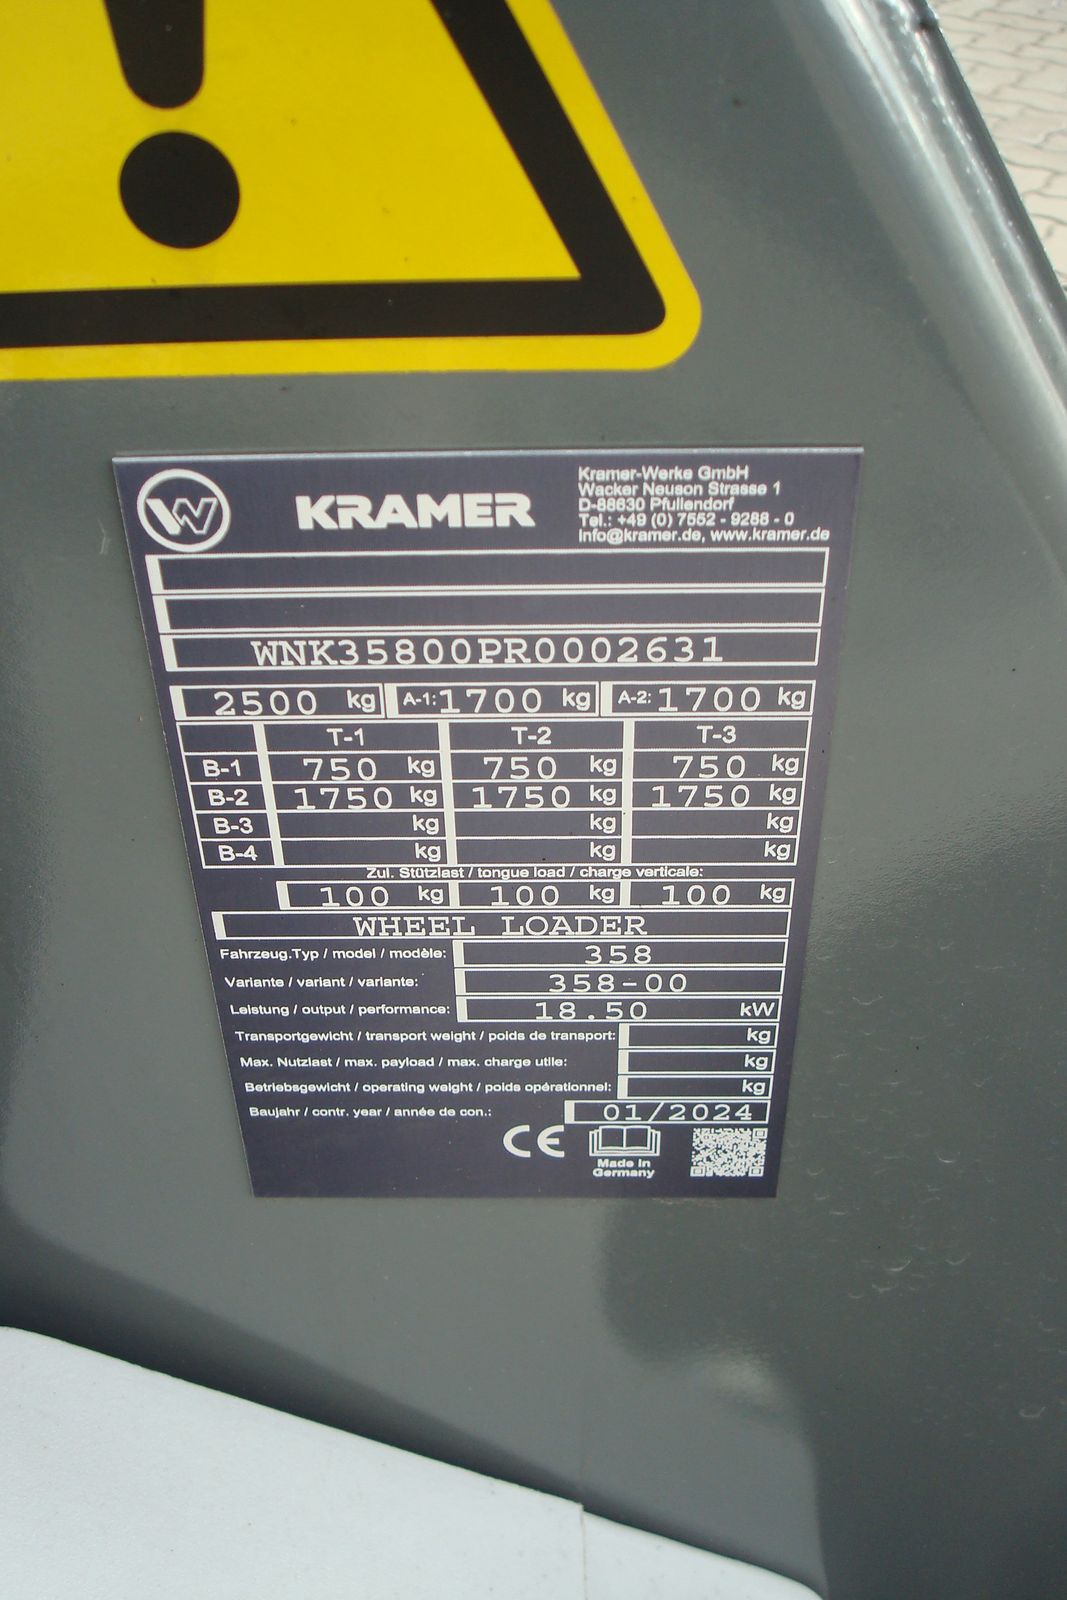 W KRAMER
Kramer-Werke GmbH
Wacker Neuson Strasse 1
D-88630 Pfullendorf
Tel.: +49 (0) 7552 - 9288 - 0
info@kramer.de, www.kramer.de
WNK35800PR0002631
2500 kg A-1: 1700 kg A-2: 1700 kg
T-1 T-2 T-3
B-1 750 kg 750 kg 750 kg
B-2 1750 kg 1750 kg 1750 kg
B-3 kg kg kg
B-4 kg kg kg
Zul. Stützlast / tongue load / charge verticale:
100 kg 100 kg 100 kg
WHEEL LOADER
Fahrzeug.Typ / model / modèle: 358
Variante / variant / variante: 358-00
Leistung / output / performance: 18.50 kW
Transportgewicht / transport weight / poids de transport: kg
Max. Nutzlast / max. payload / max. charge utile: kg
Betriebsgewicht / operating weight / poids opérationnel: kg
Baujahr / contr. year / année de con.: 01/2024
CE
Made in
Germany